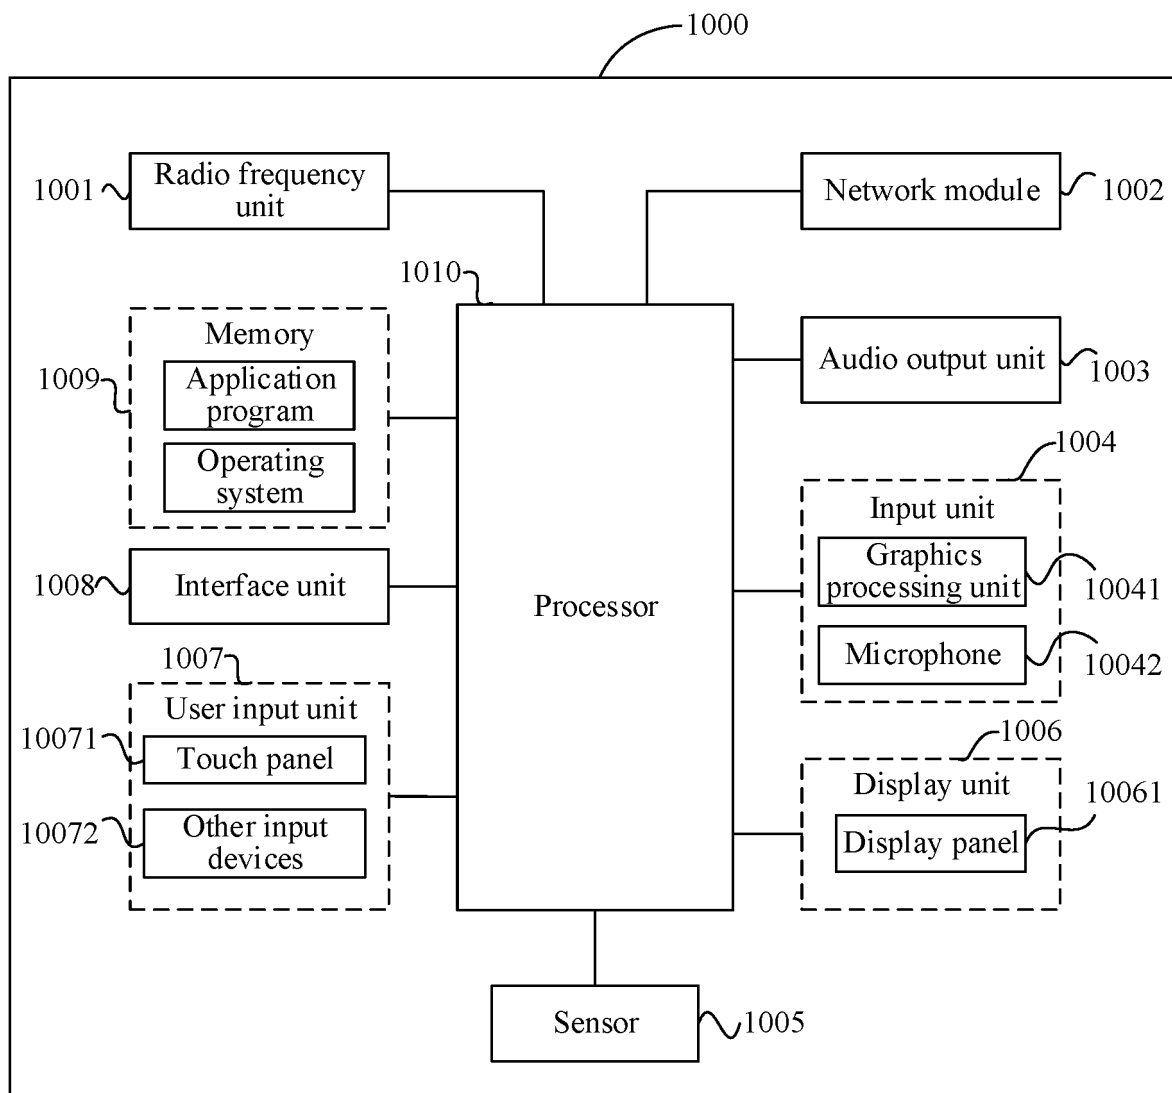 1000
1001
Radio frequency
unit
Network module
1002
1010
Memory
1009
Application
program
Operating
system
Audio output unit
1003
1004
Input unit
Graphics
processing unit
10041
Microphone
10042
1008
Interface unit
Processor
1007
User input unit
10071
Touch panel
10072
Other input
devices
1006
Display unit
10061
Display panel
Sensor
1005